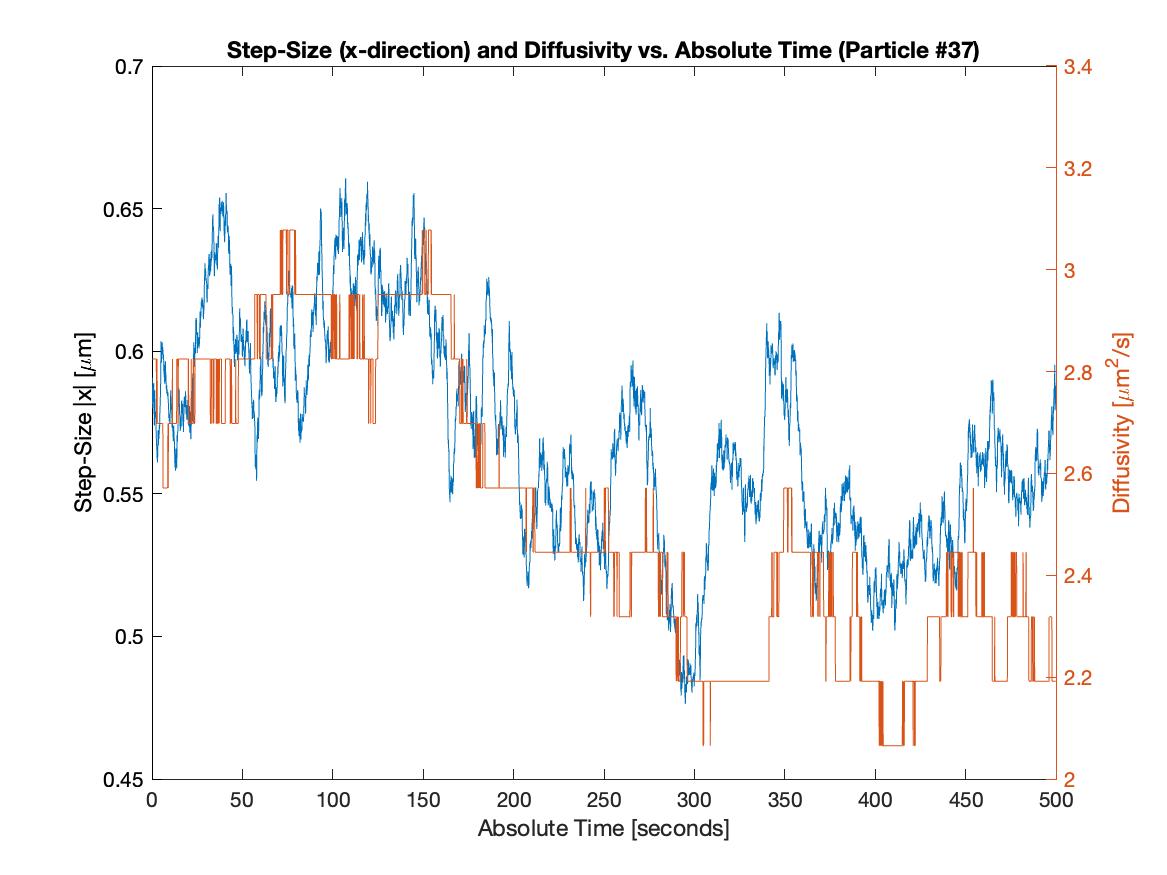 Step-Size (x-direction) and Diffusivity vs. Absolute Time (Particle #37)
0.7
0.65
0.6
0.55
0.5
0.45
Step-Size |x| [μm]
3.4
3.2
3
2.8
2.6
2.4
2.2
2
Diffusivity [μm²/s]
0 50 100 150 200 250 300 350 400 450 500
Absolute Time [seconds]